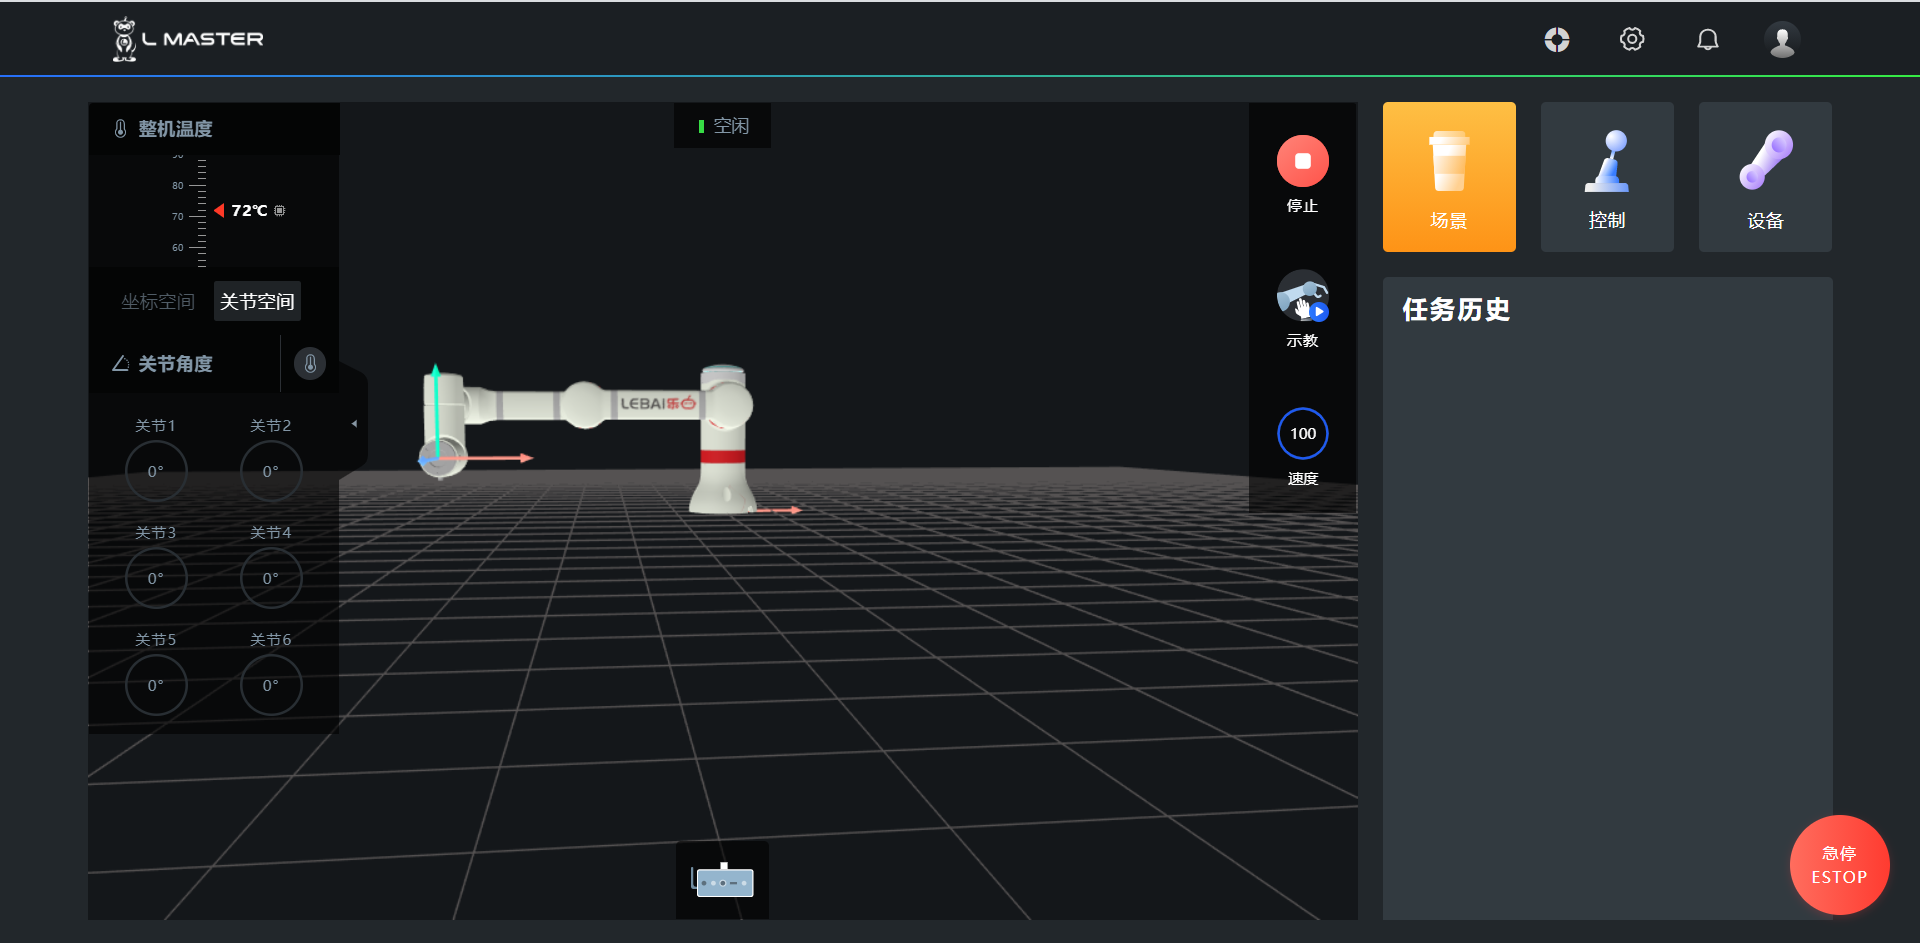 L MASTER
整机温度
空闲
80
72℃
70
60
停止
场景
控制
设备
坐标空间
关节空间
任务历史
示教
关节角度
LEBAI乐白
关节1
关节2
0°
0°
100
速度
关节3
关节4
0°
0°
关节5
关节6
0°
0°
急停
ESTOP